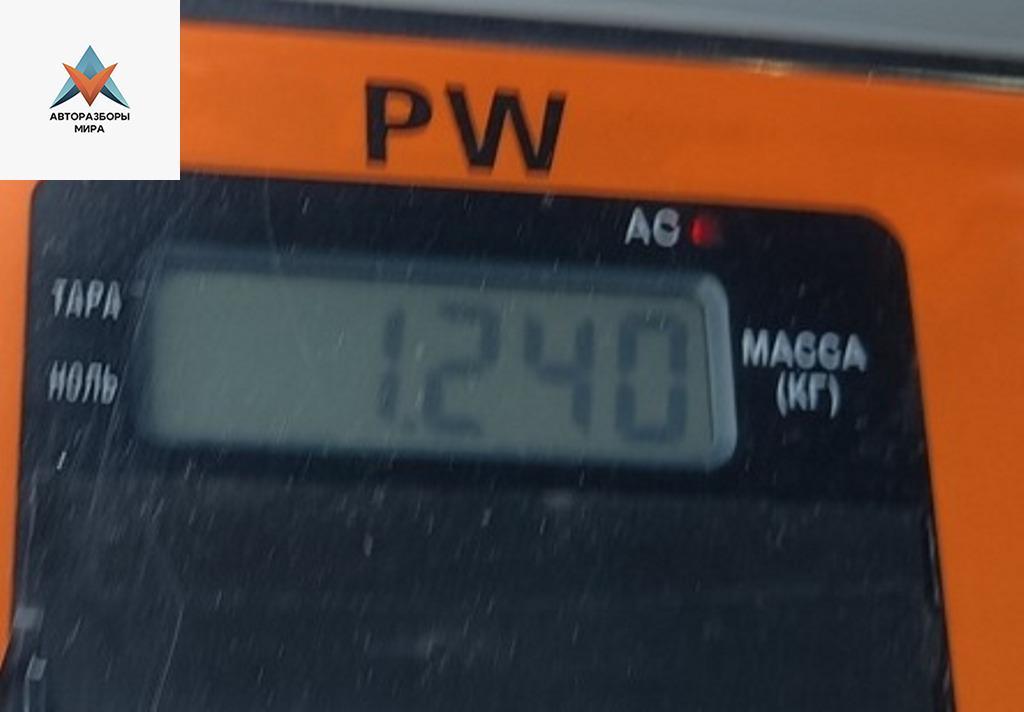 АВТОРАЗБОРЫ
МИРА
PW
AC
ТАРА
1.240
МАССА
(КГ)
НОЛЬ